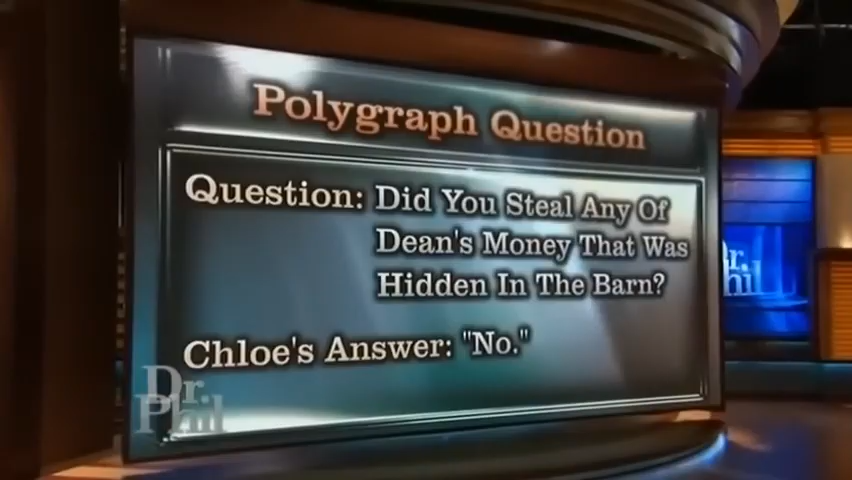 Polygraph Question
Question: Did You Steal Any Of
Dean's Money That Was
Hidden In The Barn?
Chloe's Answer: "No."
Dr.
Phil
Dr.
Phil